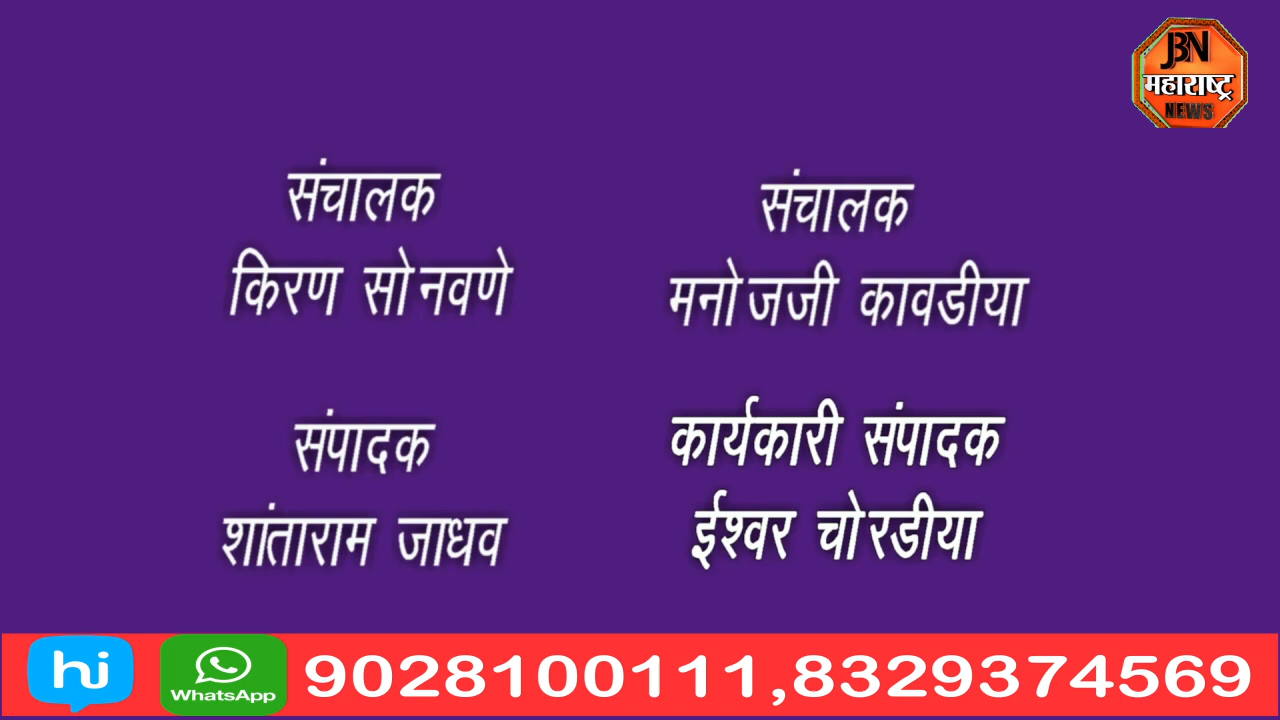 JBN
महाराष्ट्र
NEWS
संचालक
किरण सोनवणे
संचालक
मनोजजी कावडीया
संपादक
शांताराम जाधव
कार्यकारी संपादक
ईश्वर चोरडीया
hi
WhatsApp
9028100111,8329374569